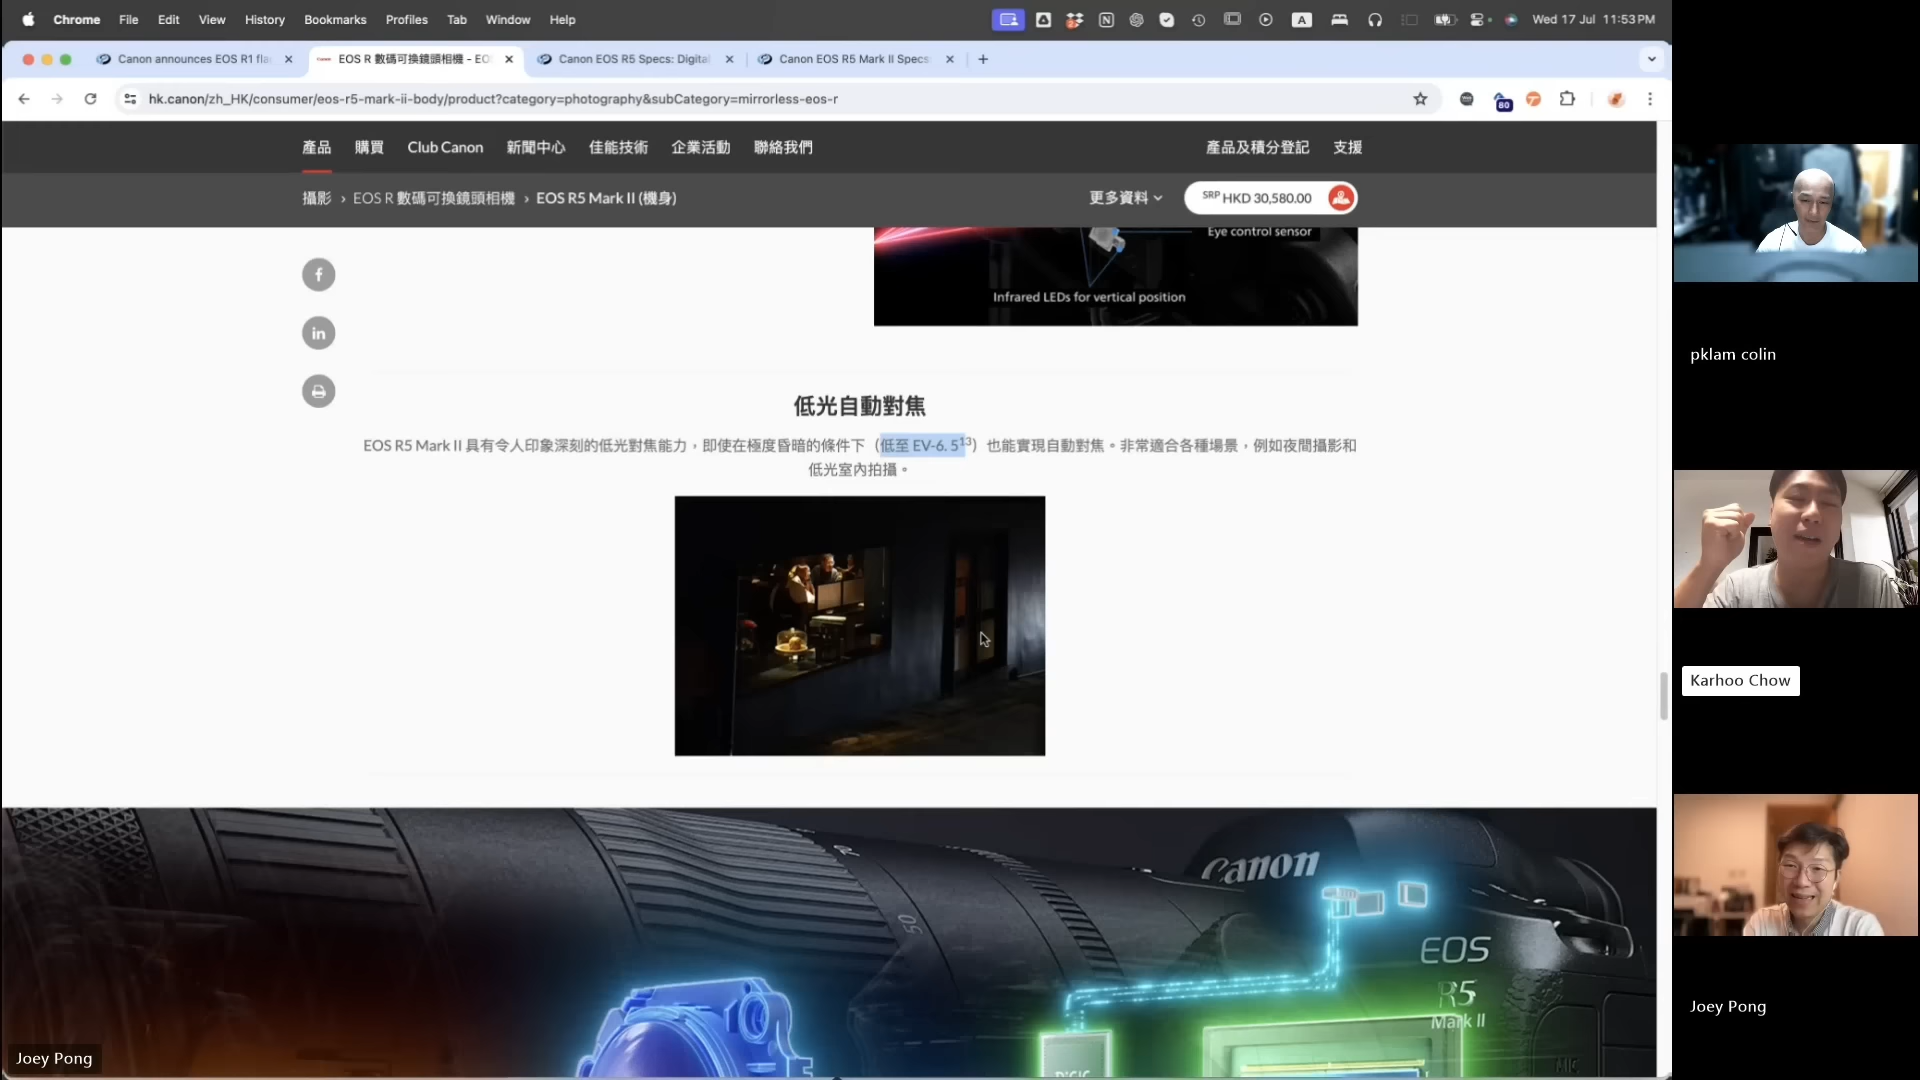 Chrome File Edit View History Bookmarks Profiles Tab Window Help
A
Wed 17 Jul 11:53 PM
Canon announces EOS R1 fla
EOS R 數碼可換鏡頭相機 - EO
Canon EOS R5 Specs: Digital
Canon EOS R5 Mark II Specs:
hk.canon/zh_HK/consumer/eos-r5-mark-ii-body/product?category=photography&subCategory=mirrorless-eos-r
80
產品 購買 Club Canon 新聞中心 佳能技術 企業活動 聯絡我們 產品及積分登記 支援
攝影 › EOS R 數碼可換鏡頭相機 › EOS R5 Mark II (機身) 更多資料 SRP HKD 30,580.00
Eye control sensor
Infrared LEDs for vertical position
低光自動對焦
EOS R5 Mark II 具有令人印象深刻的低光對焦能力，即使在極度昏暗的條件下（低至 EV-6. 5¹³）也能實現自動對焦。非常適合各種場景，例如夜間攝影和
低光室內拍攝。
50
R
Canon
EOS
R5
Mark II
DiGiC
MIC
Joey Pong
pklam colin
Karhoo Chow
Joey Pong